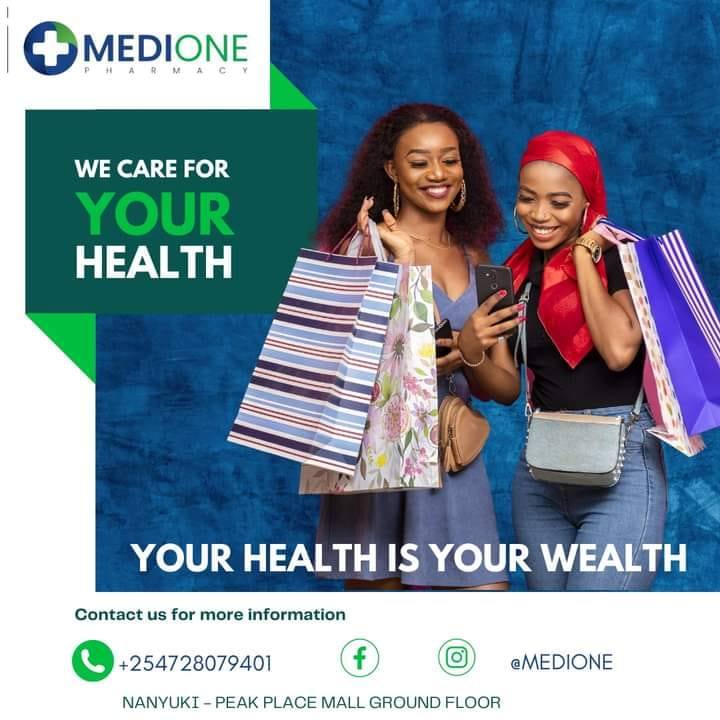 MEDIONE
PHARMACY
WE CARE FOR
YOUR
HEALTH
YOUR HEALTH IS YOUR WEALTH
Contact us for more information
+254728079401
@MEDIONE
NANYUKI - PEAK PLACE MALL GROUND FLOOR